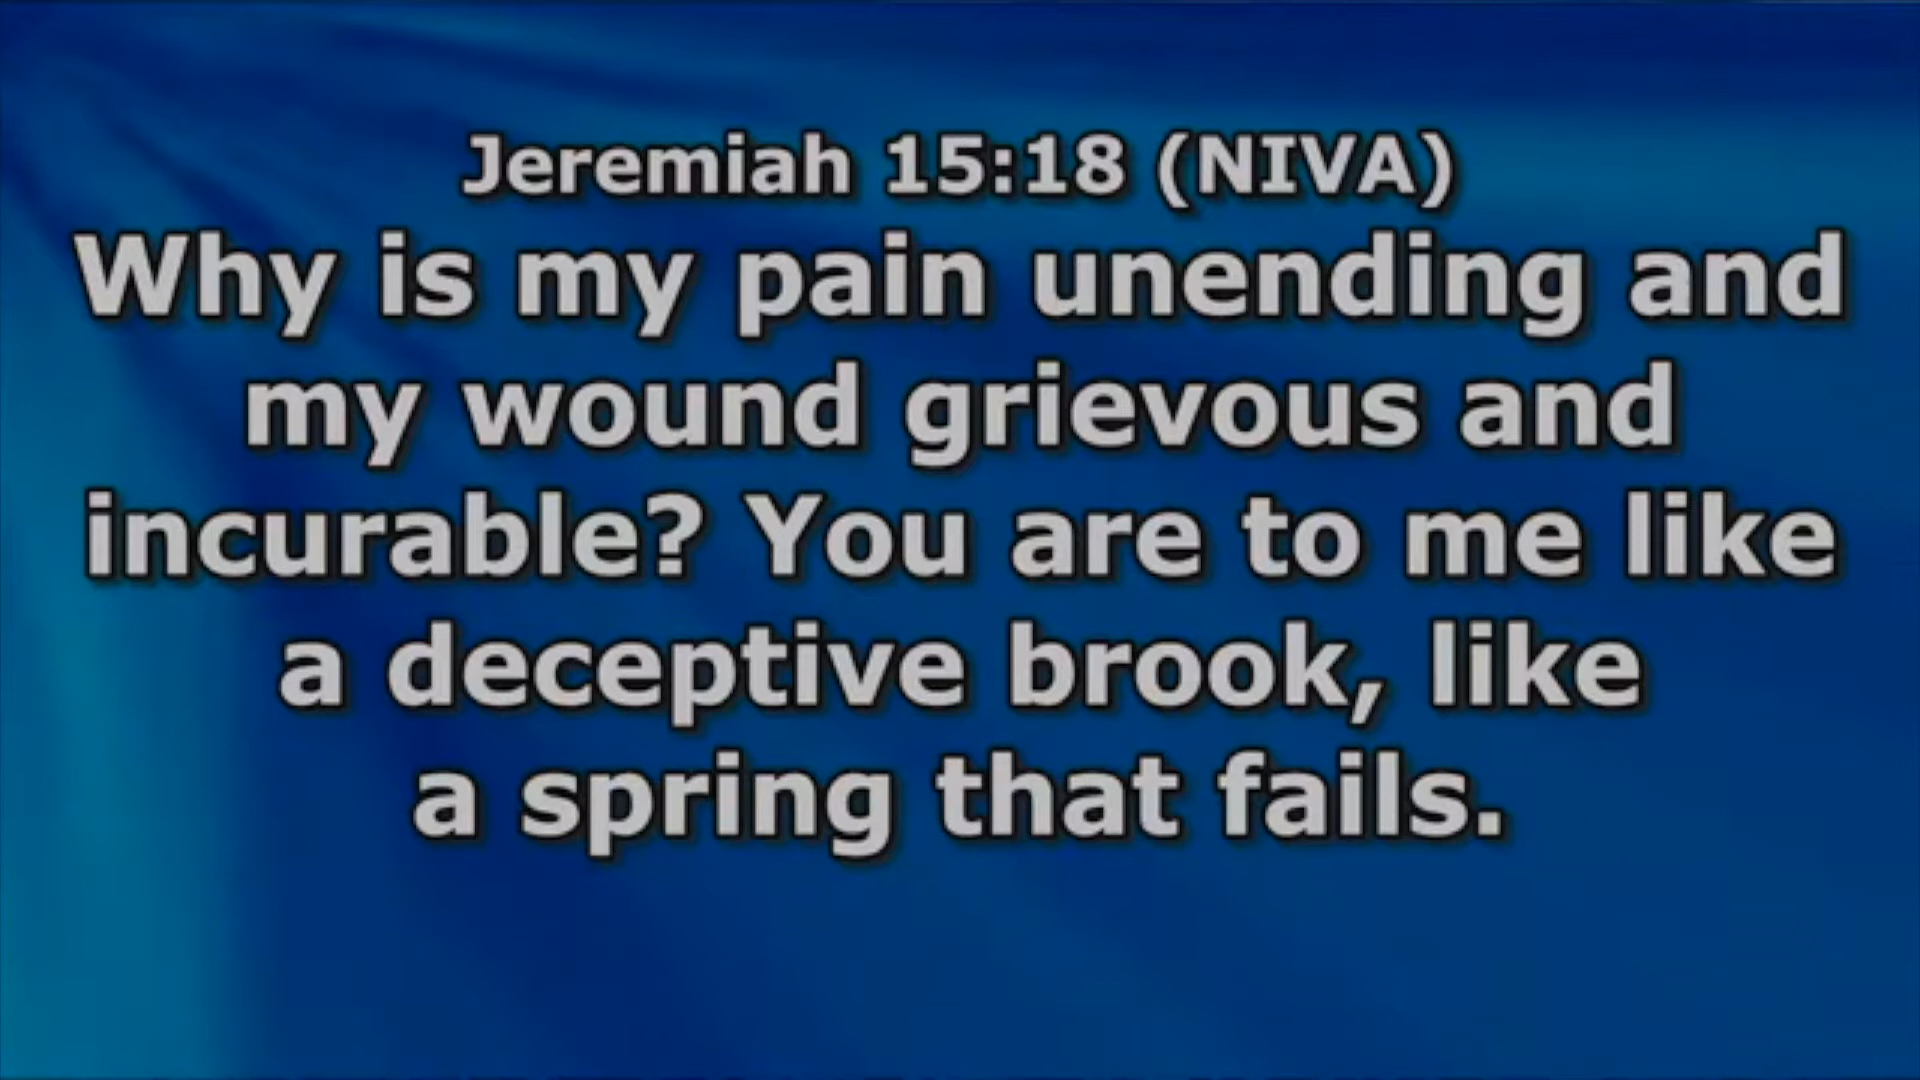 Jeremiah 15:18 (NIVA)
Why is my pain unending and
my wound grievous and
incurable? You are to me like
a deceptive brook, like
a spring that fails.